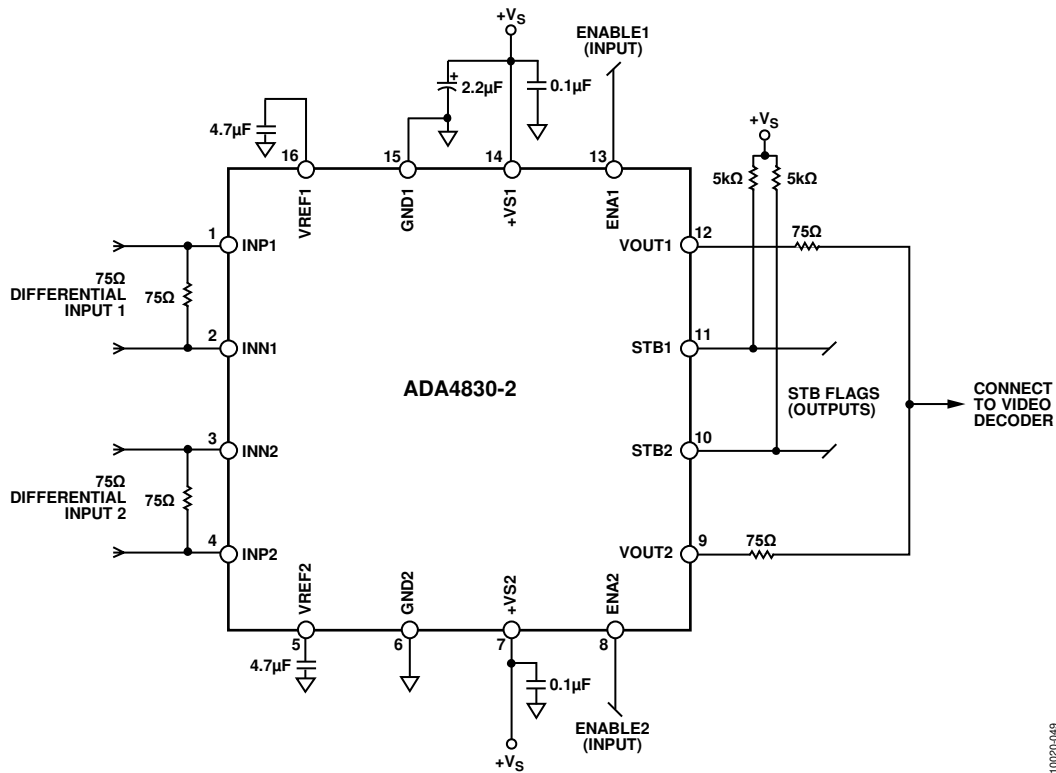 +VS
ENABLE1
(INPUT)
2.2µF
+
0.1µF
4.7µF
+VS
5kΩ
5kΩ
16
15
14
13
VREF1
GND1
+VS1
ENA1
1
INP1
75Ω
DIFFERENTIAL
INPUT 1
75Ω
2
INN1
VOUT1
12
75Ω
STB1
11
ADA4830-2
STB FLAGS
(OUTPUTS)
CONNECT
TO VIDEO
DECODER
3
INN2
75Ω
DIFFERENTIAL
INPUT 2
75Ω
4
INP2
STB2
10
VOUT2
9
75Ω
VREF2
GND2
+VS2
ENA2
5
6
7
8
4.7µF
0.1µF
ENABLE2
(INPUT)
+VS
10020-049